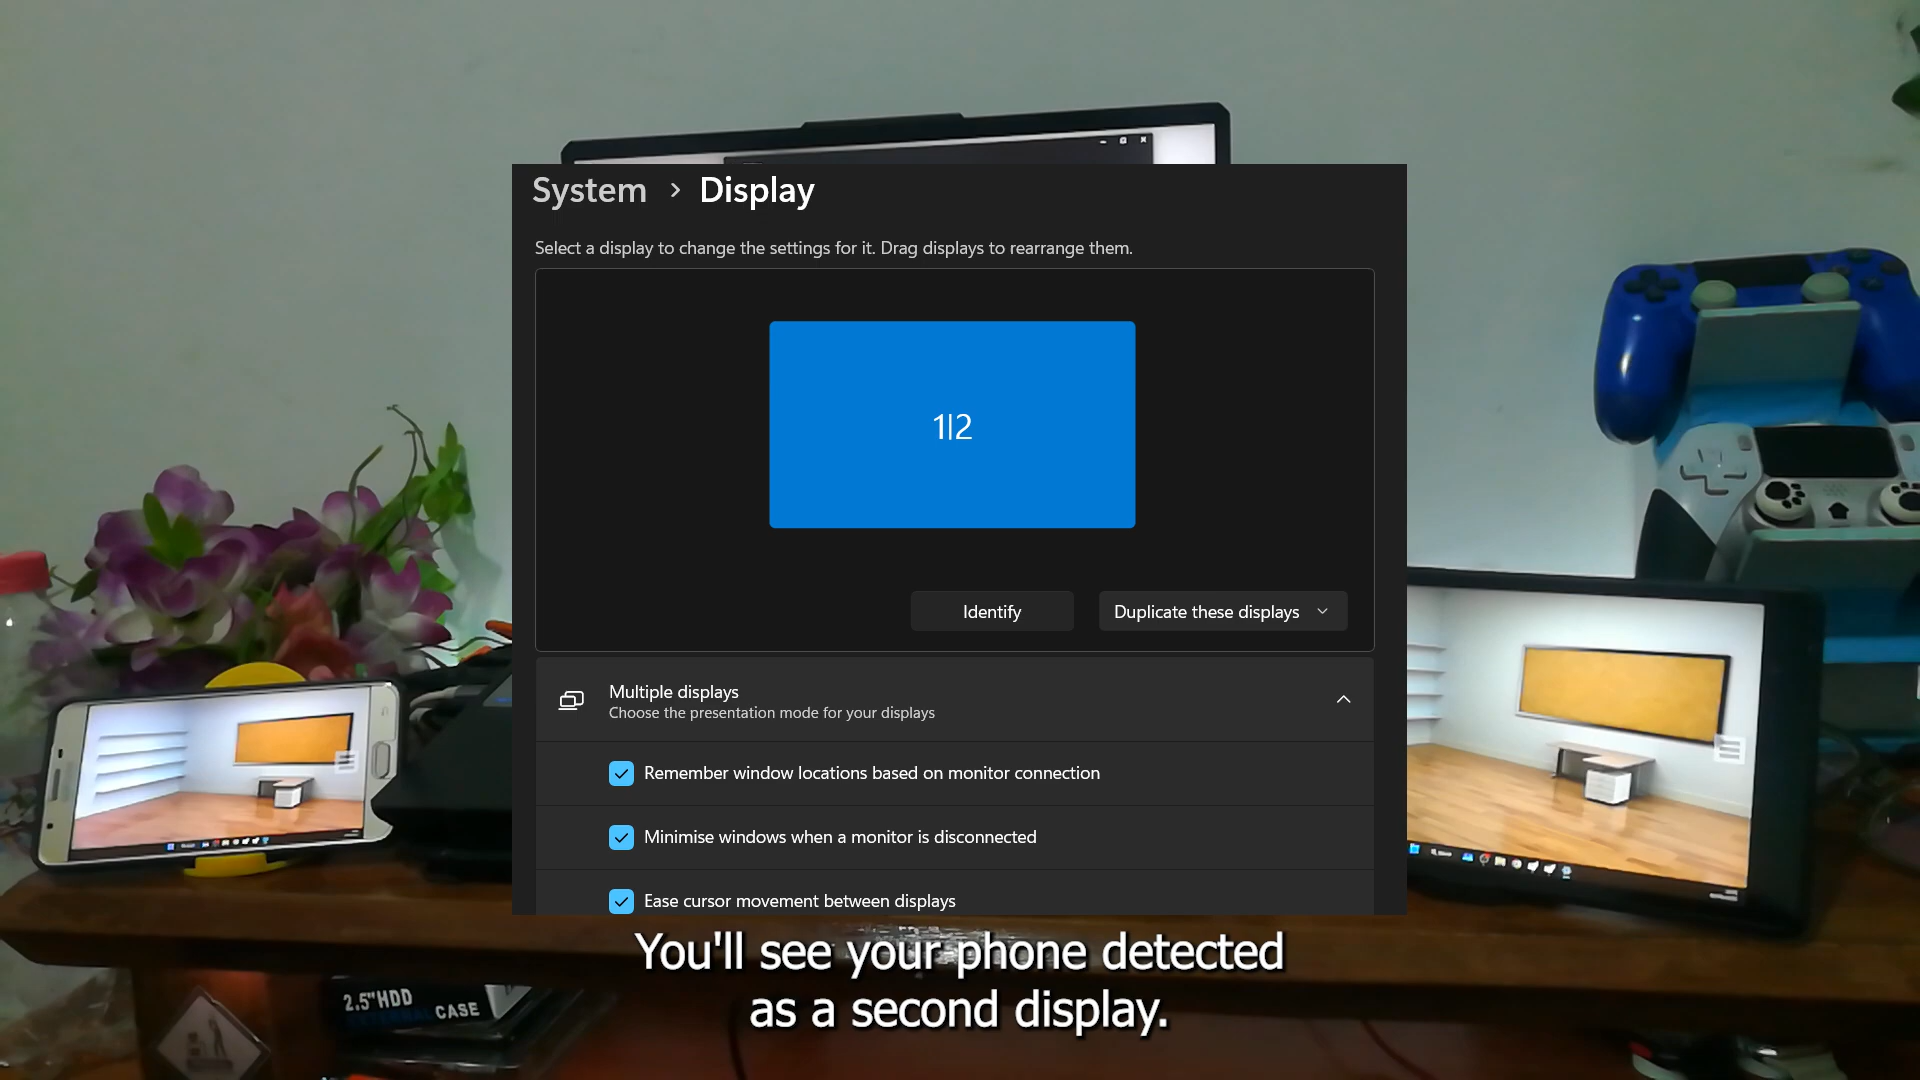 System > Display
Select a display to change the settings for it. Drag displays to rearrange them.
1|2
Identify
Duplicate these displays
Multiple displays
Choose the presentation mode for your displays
Remember window locations based on monitor connection
Minimise windows when a monitor is disconnected
Ease cursor movement between displays
2.5"HDD
EXTERNAL CASE
You'll see your phone detected
as a second display.